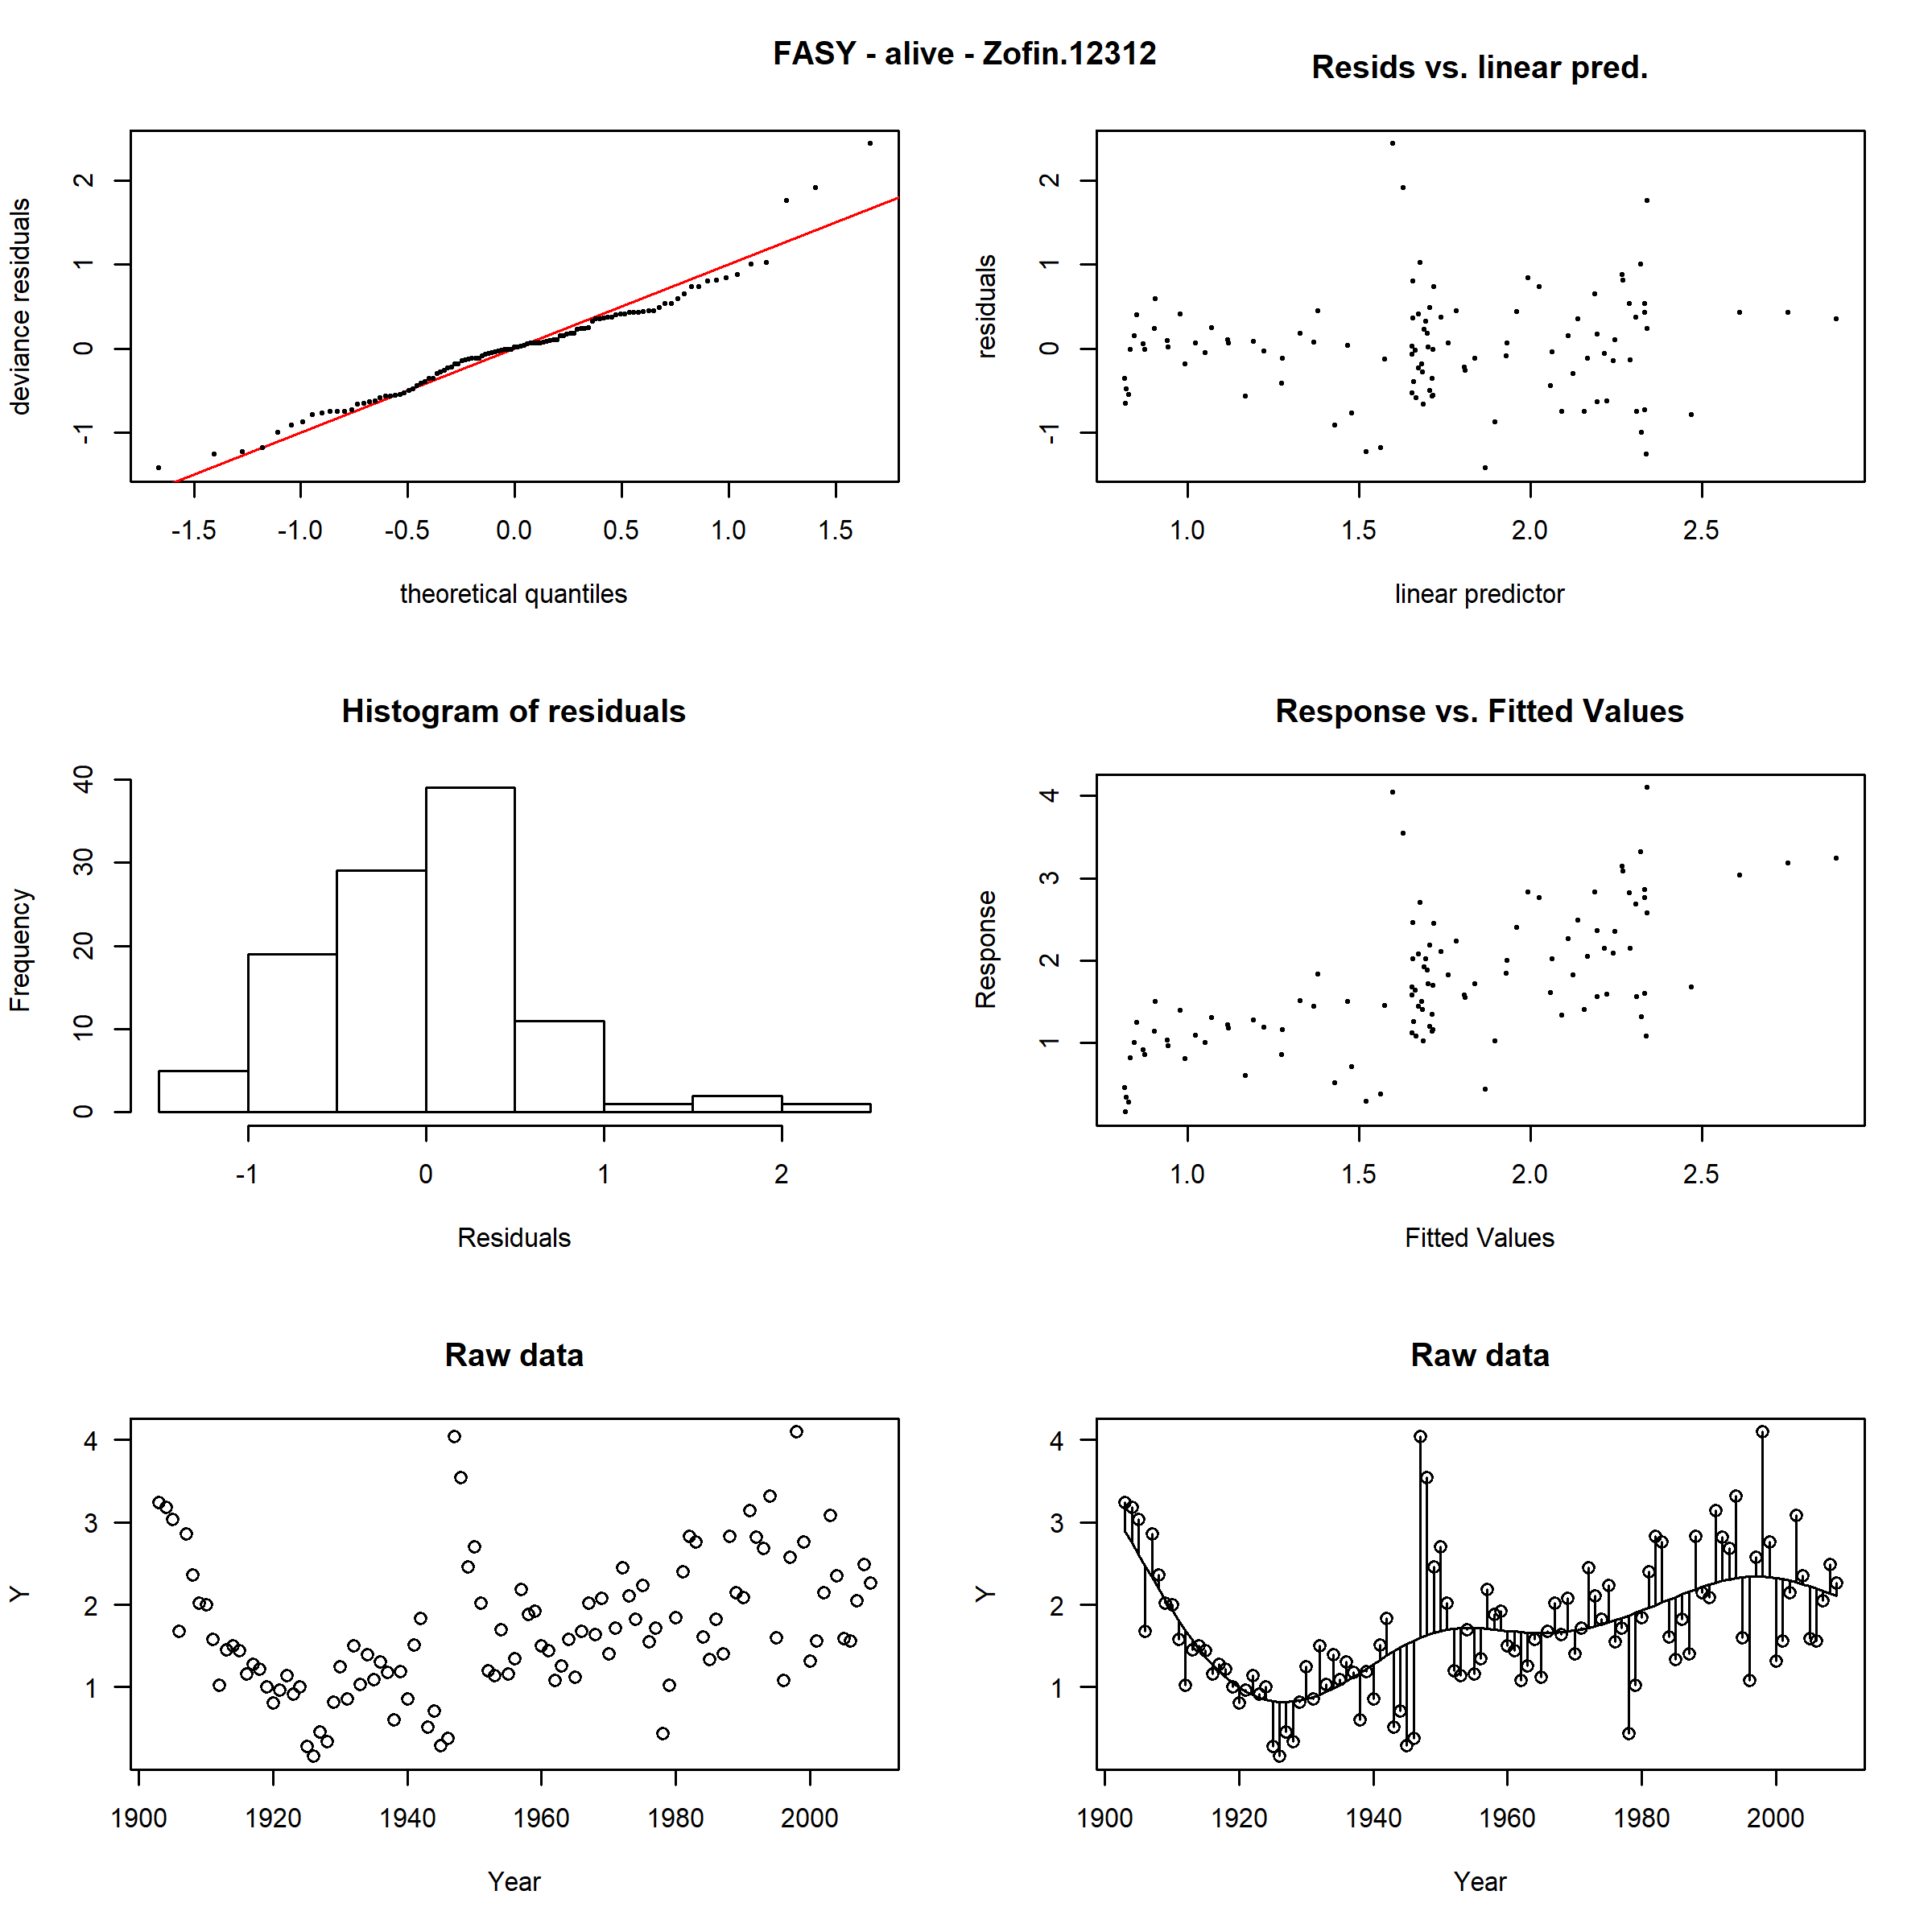 FASY - alive - Zofin.12312
Resids vs. linear pred.
deviance residuals
2
1
0
-1
-1.5 -1.0 -0.5 0.0 0.5 1.0 1.5
theoretical quantiles
residuals
2
1
0
-1
1.0 1.5 2.0 2.5
linear predictor
Histogram of residuals
Frequency
40
30
20
10
0
-1 0 1 2
Residuals
Response vs. Fitted Values
Response
4
3
2
1
1.0 1.5 2.0 2.5
Fitted Values
Raw data
Y
4
3
2
1
1900 1920 1940 1960 1980 2000
Year
Raw data
Y
4
3
2
1
1900 1920 1940 1960 1980 2000
Year